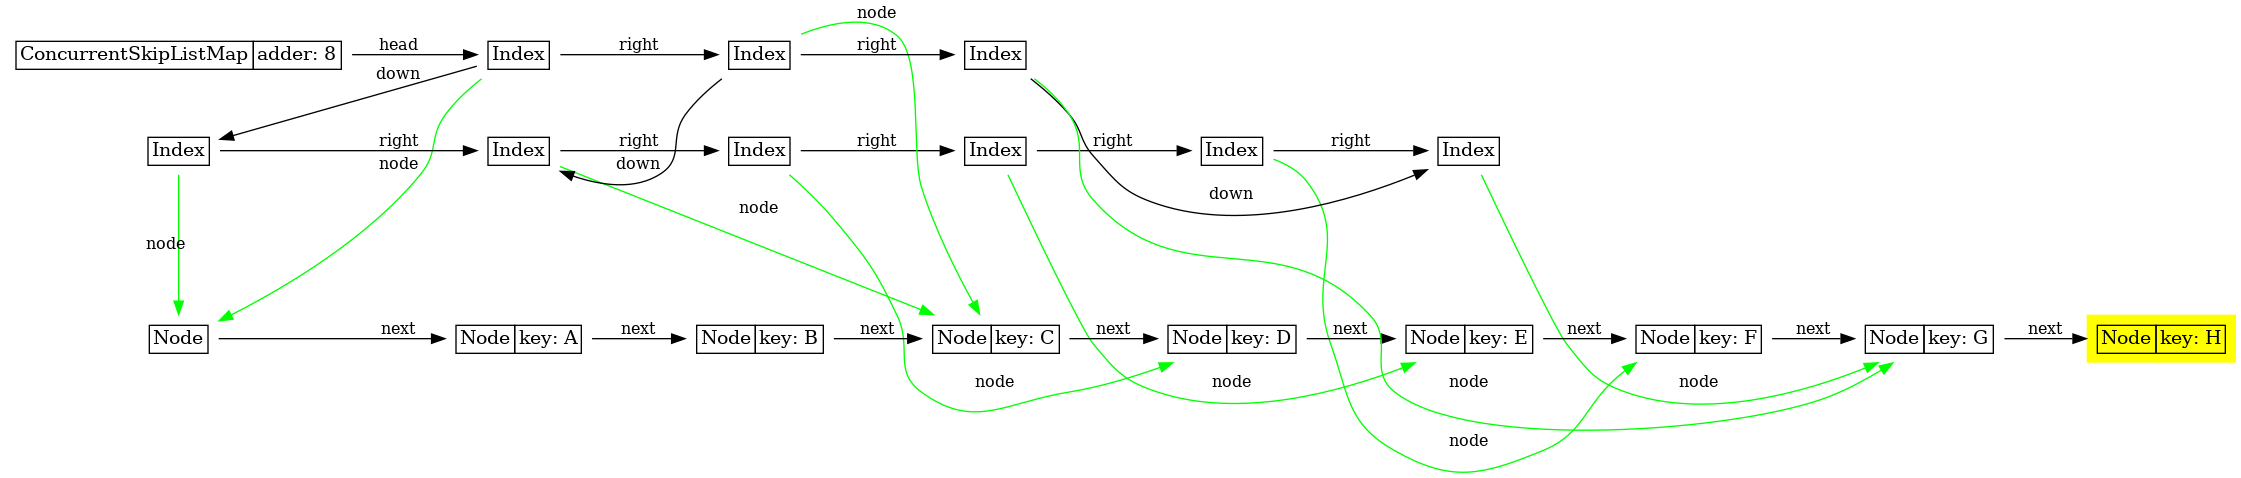 node
ConcurrentSkipListMap adder: 8 head Index right Index right Index
down
Index right Index right Index right Index right Index right Index
node down
down
node
node
Node next Node key: A next Node key: B next Node key: C next Node key: D next Node key: E next Node key: F next Node key: G next Node key: H
node node node node
node